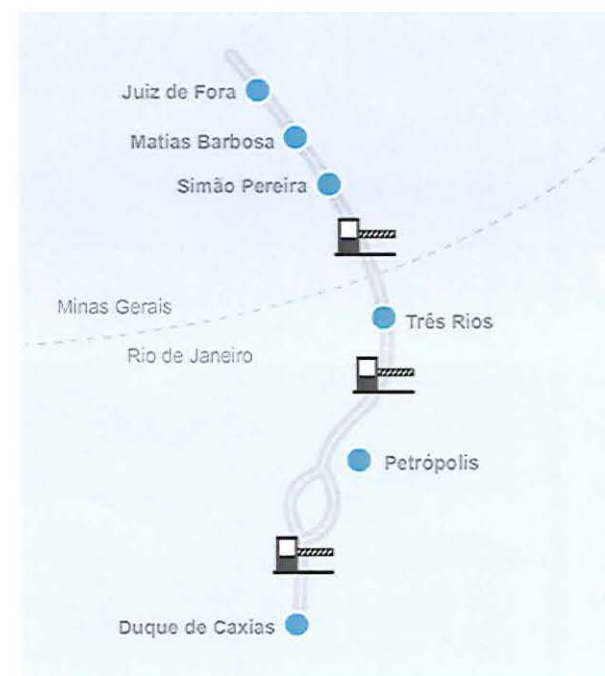 Juiz de Fora
Matias Barbosa
Simão Pereira
Minas Gerais
Três Rios
Rio de Janeiro
Petrópolis
Duque de Caxias